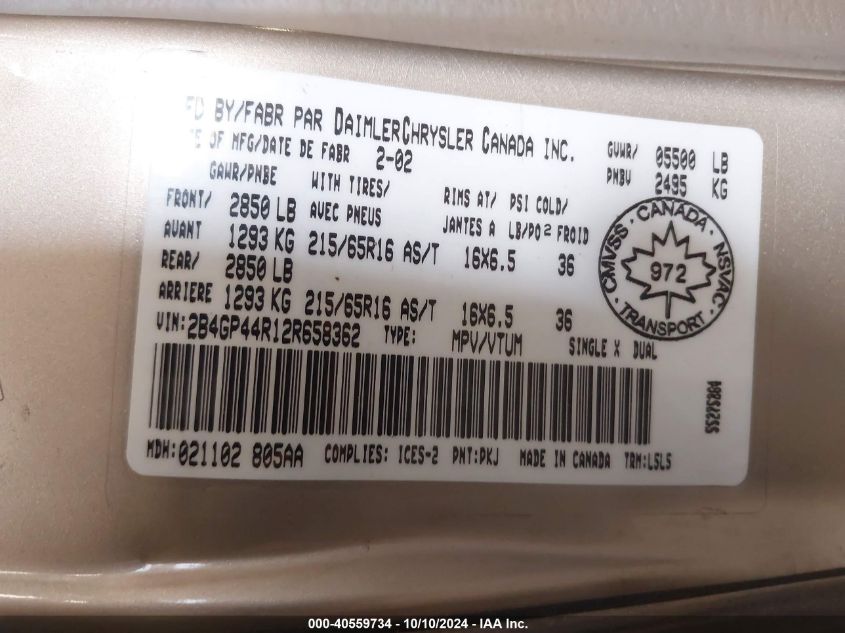 FD BY/FABR PAR DAIMLERCHRYSLER CANADA INC.
E OF MFG/DATE DE FABR 2-02
GVWR/ 05500 LB
PNBV 2495 KG
GAWR/PNBE WITH TIRES/ RIMS AT/ PSI COLD/
FRONT/ 2850 LB AVEC PNEUS JANTES A LB/PO² FROID
AVANT 1293 KG 215/65R16 AS/T 16X6.5 36
REAR/ 2850 LB
ARRIERE 1293 KG 215/65R16 AS/T 16X6.5 36
CMVSS · CANADA · NSVAC · TRANSPORT ·
972
VIN: 2B4GP44R12R658362 TYPE: MPV/VTUM SINGLE X DUAL
MDH: 021102 805AA COMPLIES: ICES-2 PNT:PKJ MADE IN CANADA TRM:L5L5
000-40559734 - 10/10/2024 - IAA Inc.